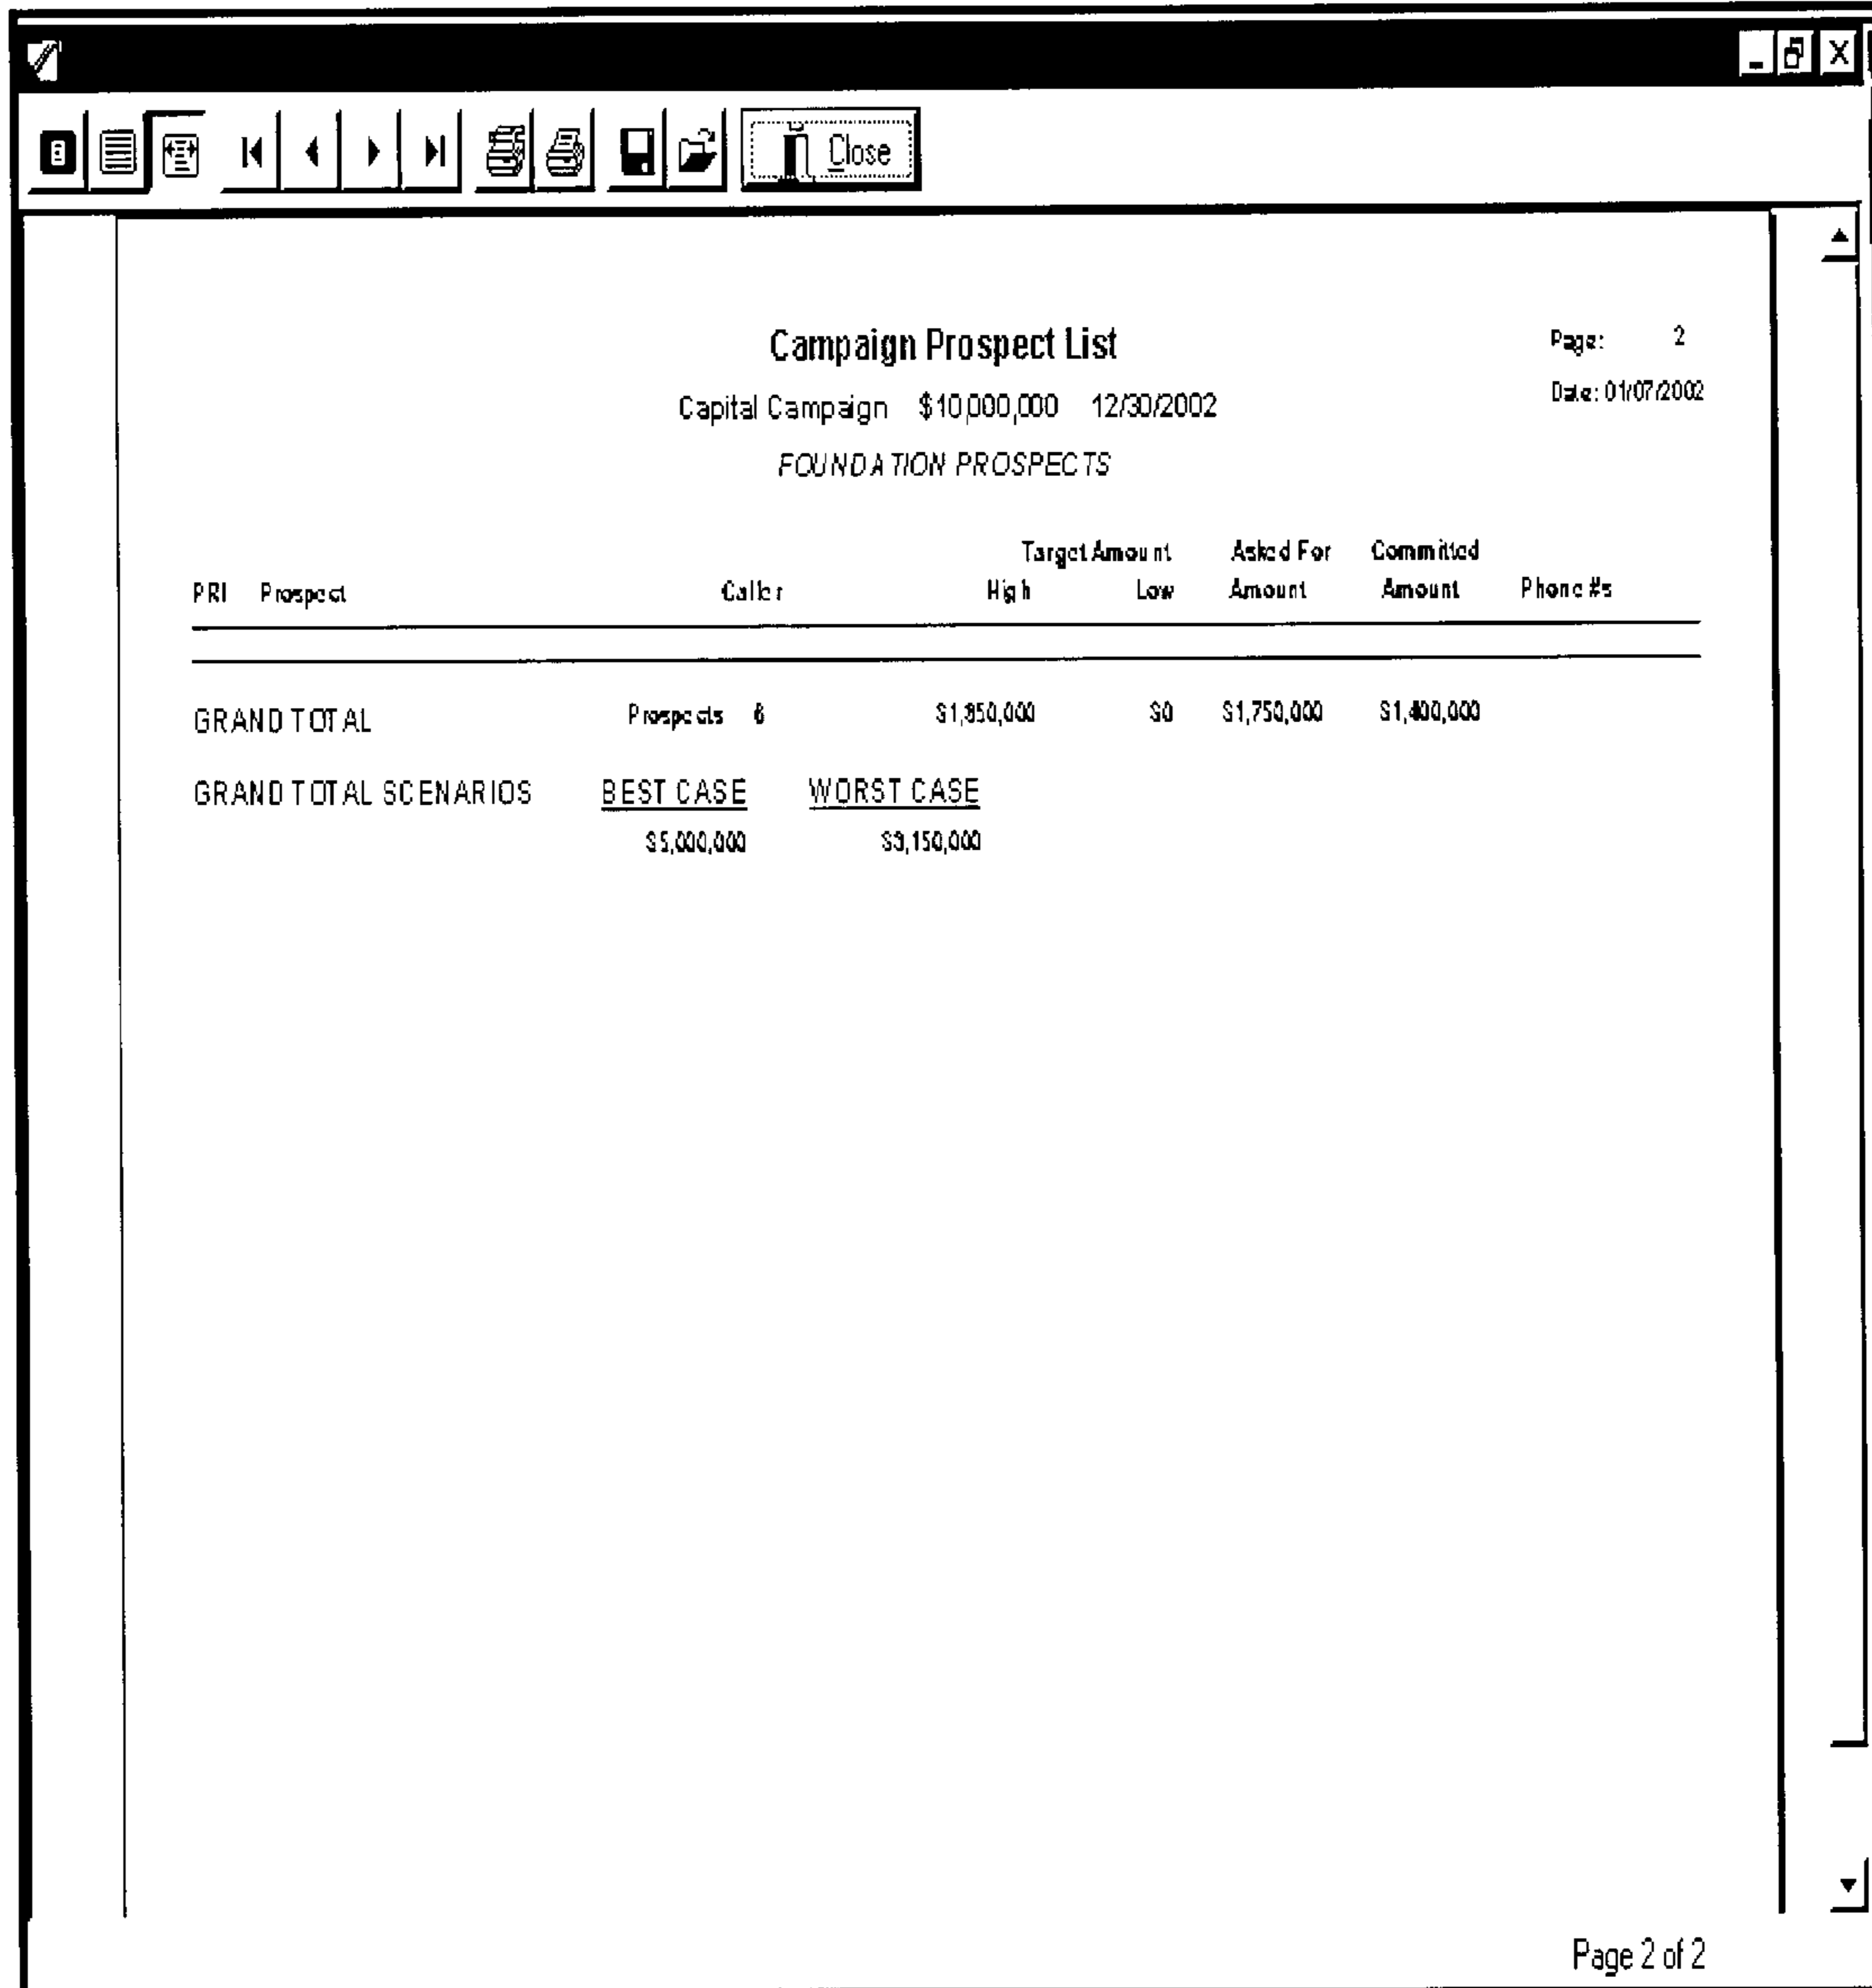 Close
Campaign Prospect List
Page: 2
Capital Campaign $10,000,000 12/30/2002
Date: 01/07/2002
FOUNDATION PROSPECTS
Target Amount Asked For Committed
PRI Prospect Caller High Low Amount Amount Phone #s
GRAND TOTAL Prospects 6 $1,850,000 $0 $1,750,000 $1,400,000
GRAND TOTAL SCENARIOS BEST CASE WORST CASE
$5,000,000 $3,150,000
Page 2 of 2